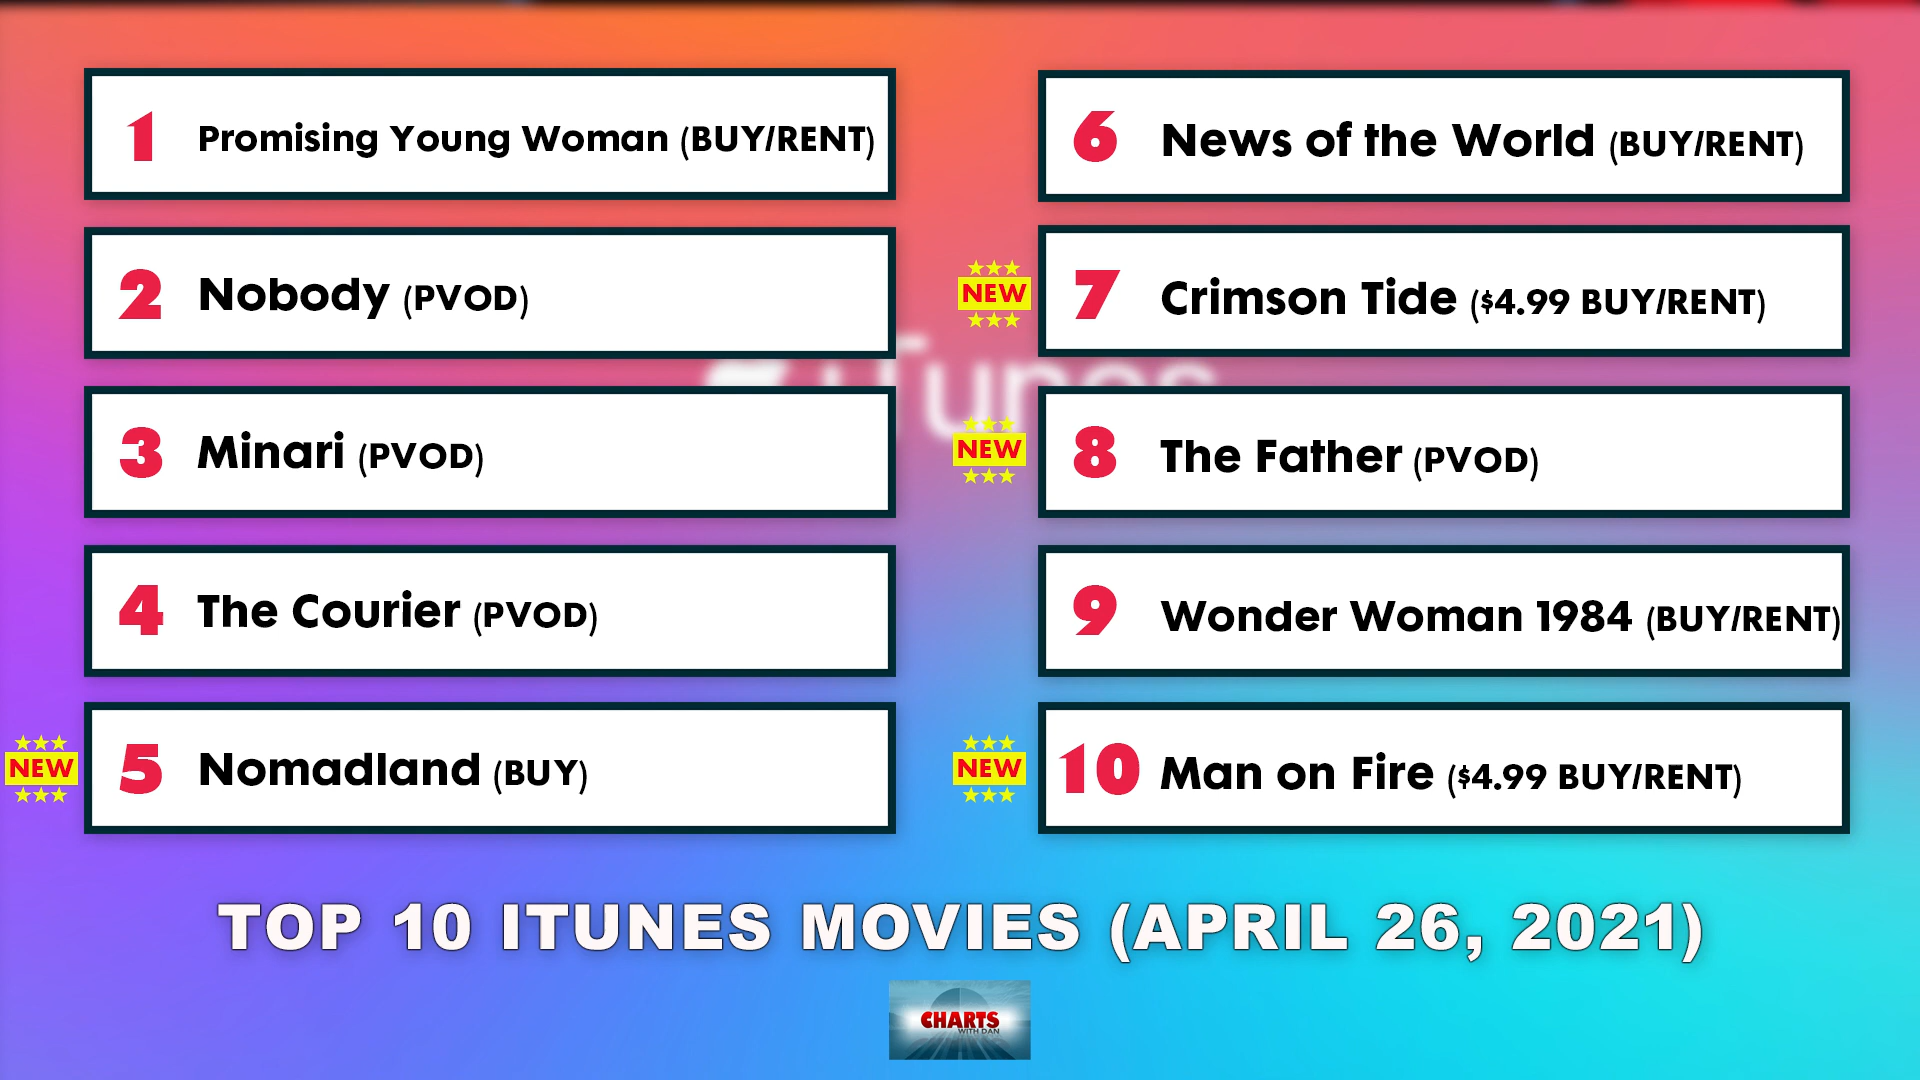 1 Promising Young Woman (BUY/RENT)
2 Nobody (PVOD)
3 Minari (PVOD)
4 The Courier (PVOD)
NEW 5 Nomadland (BUY)
6 News of the World (BUY/RENT)
NEW 7 Crimson Tide ($4.99 BUY/RENT)
NEW 8 The Father (PVOD)
9 Wonder Woman 1984 (BUY/RENT)
NEW 10 Man on Fire ($4.99 BUY/RENT)
iTunes
TOP 10 ITUNES MOVIES (APRIL 26, 2021)
CHARTS
WITH DAN